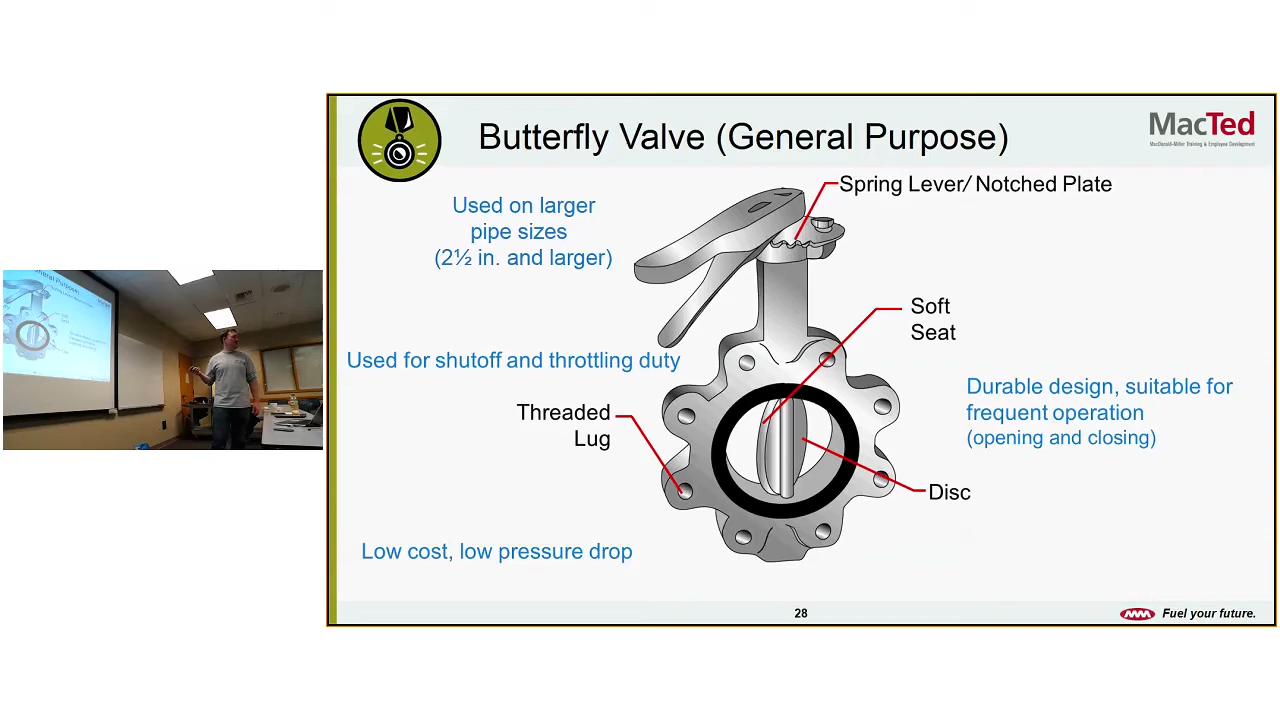 Butterfly Valve (General Purpose)
MacTed
MacDonald-Miller Training & Employee Development
Spring Lever/ Notched Plate
Used on larger
pipe sizes
(2½ in. and larger)
Soft
Seat
Used for shutoff and throttling duty
Durable design, suitable for
frequent operation
(opening and closing)
Threaded
Lug
Disc
Low cost, low pressure drop
28
Fuel your future.